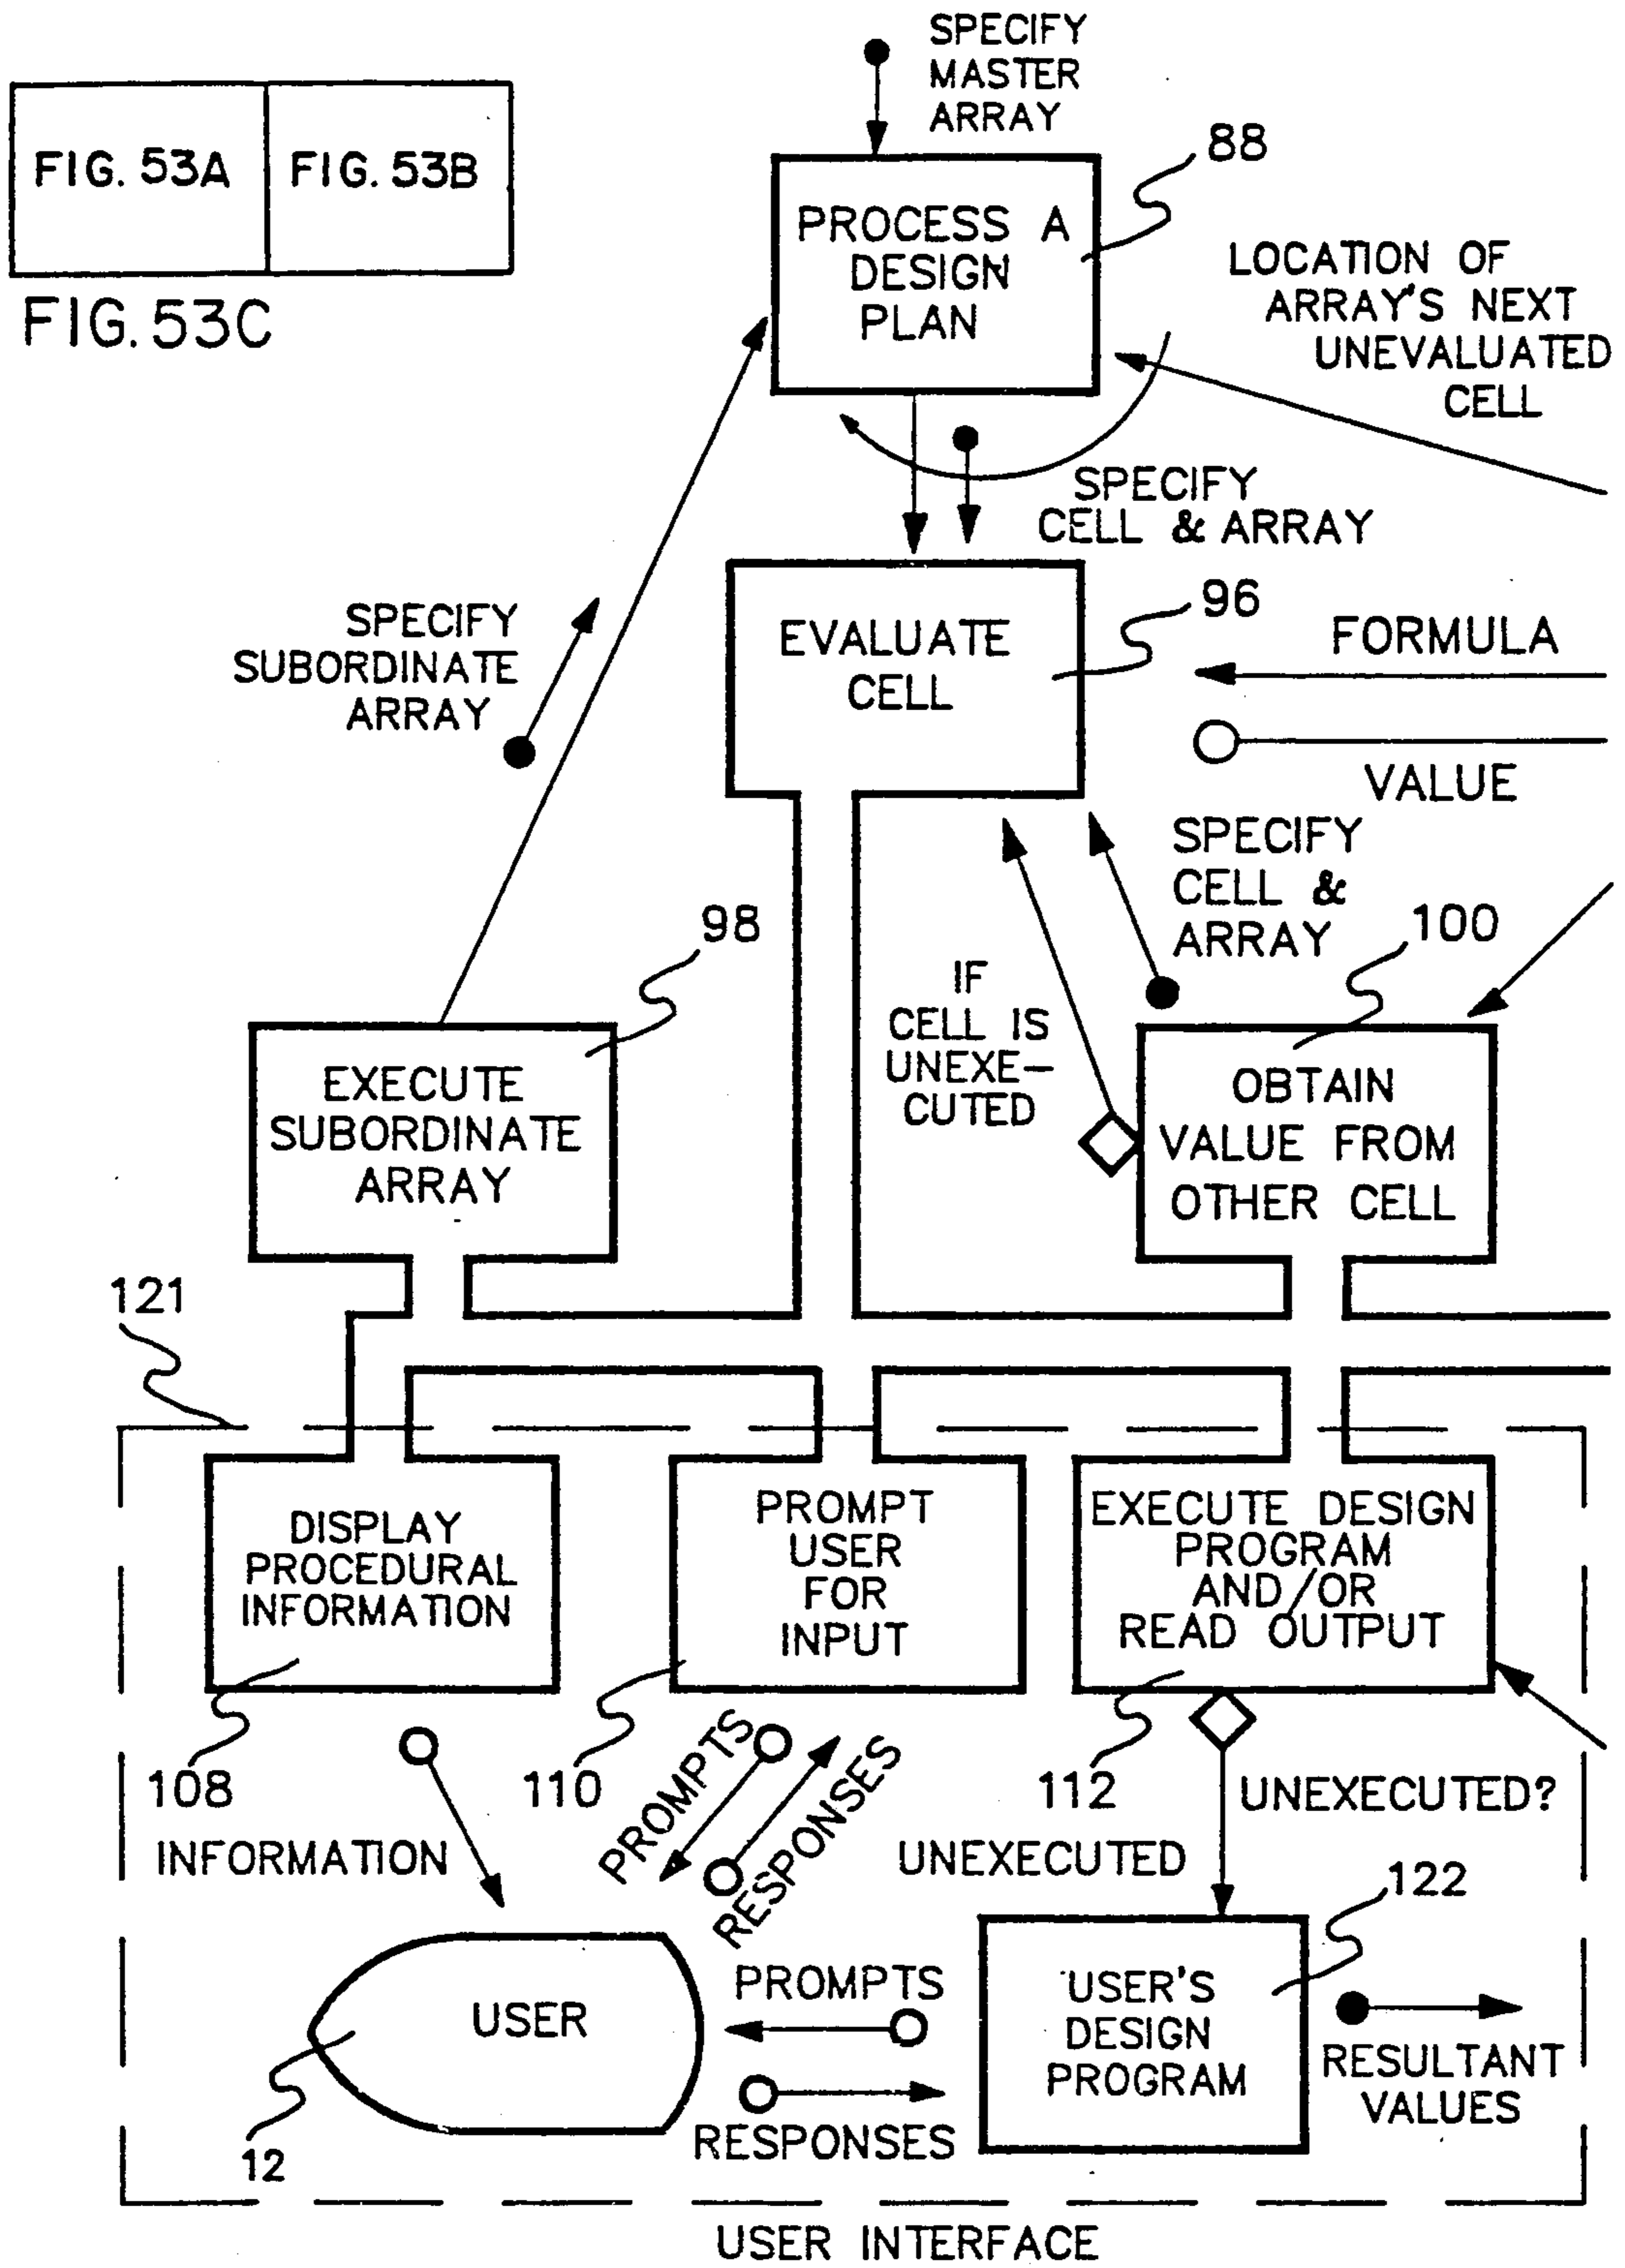 SPECIFY
MASTER
ARRAY
FIG. 53A
FIG. 53B
FIG. 53C
88
PROCESS A
DESIGN
PLAN
LOCATION OF
ARRAY'S NEXT
UNEVALUATED
CELL
SPECIFY
CELL & ARRAY
96
EVALUATE
CELL
SPECIFY
SUBORDINATE
ARRAY
FORMULA
VALUE
SPECIFY
CELL &
ARRAY
98
100
IF
CELL IS
UNEXE-
CUTED
EXECUTE
SUBORDINATE
ARRAY
OBTAIN
VALUE FROM
OTHER CELL
121
DISPLAY
PROCEDURAL
INFORMATION
PROMPT
USER
FOR
INPUT
EXECUTE DESIGN
PROGRAM
AND/OR
READ OUTPUT
108
110
112
INFORMATION
PROMPTS
RESPONSES
UNEXECUTED?
UNEXECUTED
122
USER
PROMPTS
RESPONSES
USER'S
DESIGN
PROGRAM
RESULTANT
VALUES
12
USER INTERFACE